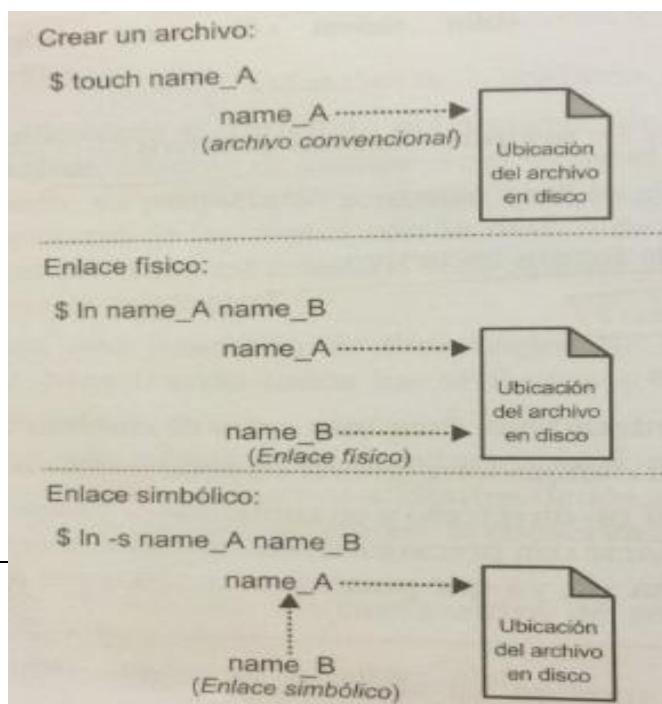 Crear un archivo:
$ touch name_A
name_A
(archivo convencional)
Ubicación
del archivo
en disco
Enlace fisico:
$ ln name_A name_B
name_A
name_B
(Enlace fisico)
Ubicación
del archivo
en disco
Enlace simbólico:
$ ln -s name_A name_B
name_A
name_B
(Enlace simbólico)
Ubicación
del archivo
en disco